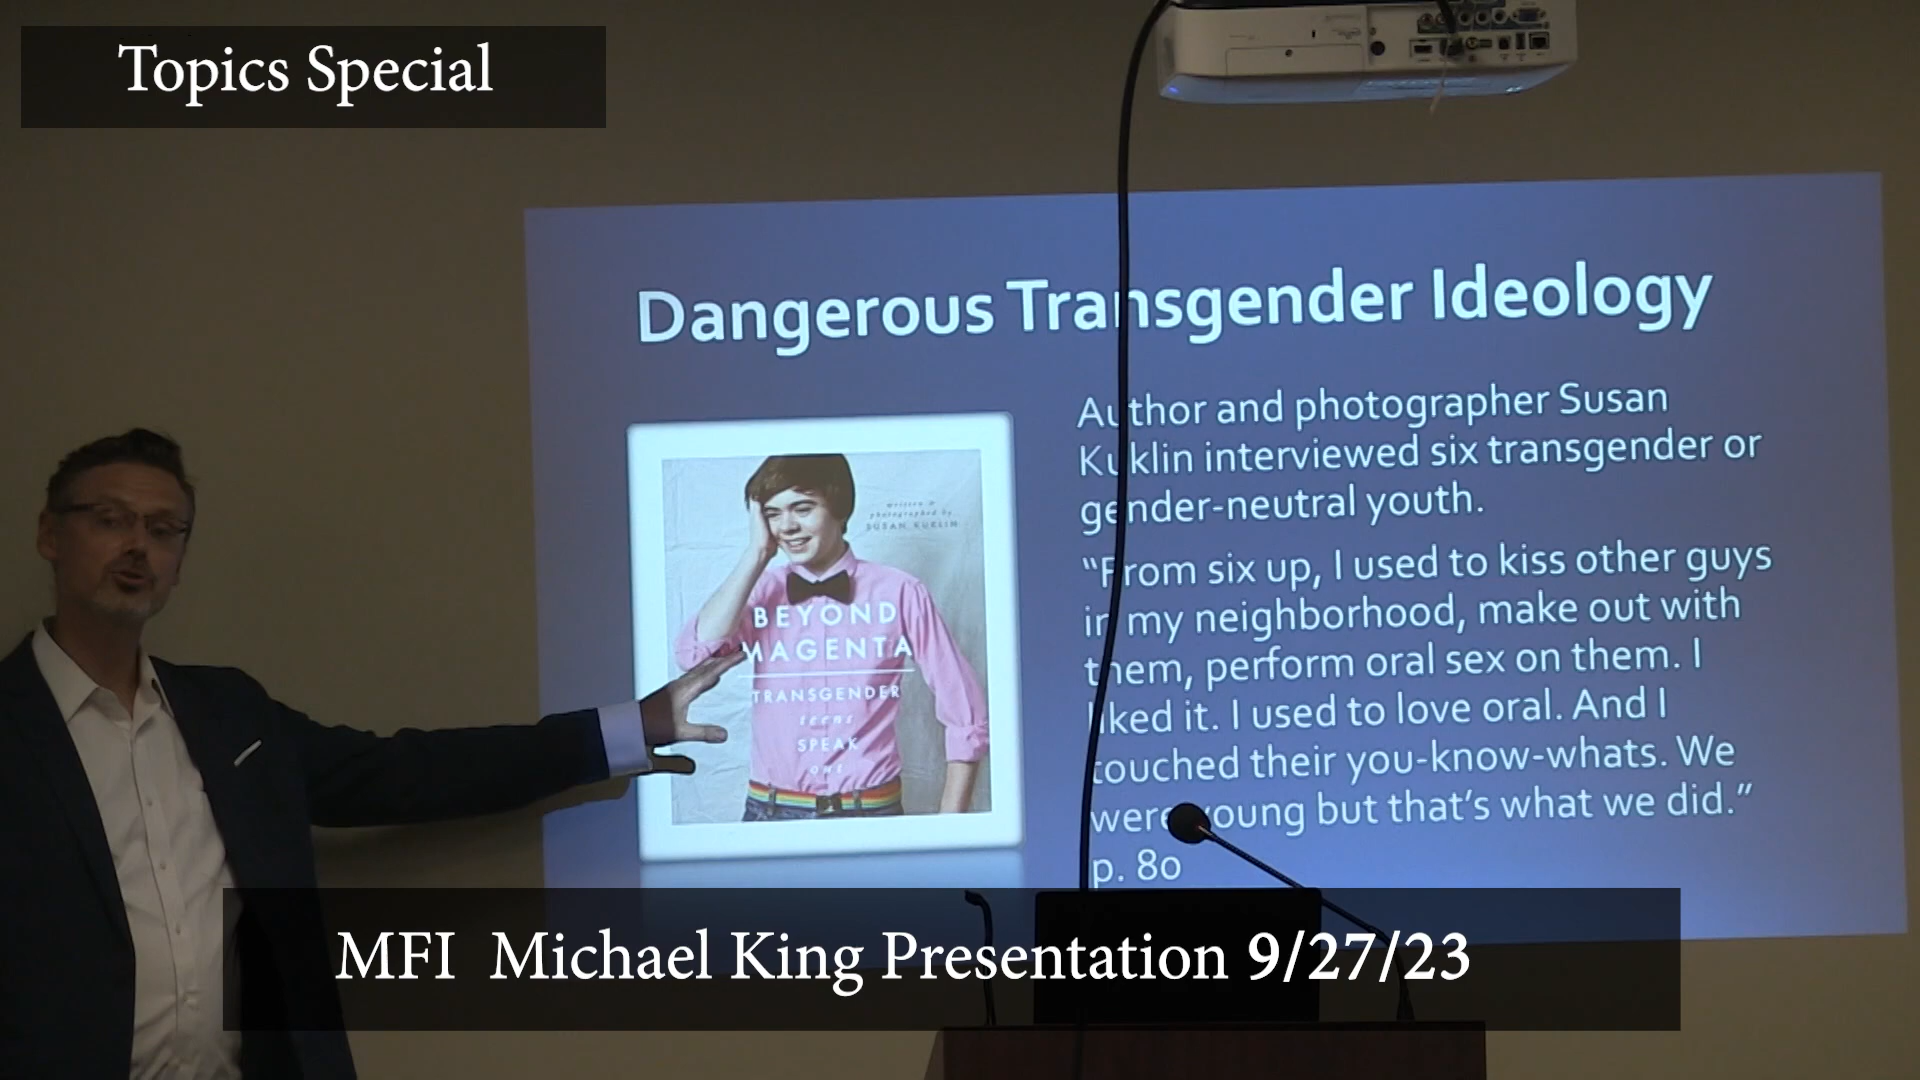 Topics Special
Dangerous Transgender Ideology
written &
photographed by
SUSAN KUKLIN
BEYOND
MAGENTA
TRANSGENDER
teens
SPEAK
out
Author and photographer Susan
Kuklin interviewed six transgender or
gender-neutral youth.
“From six up, I used to kiss other guys
in my neighborhood, make out with
them, perform oral sex on them. I
liked it. I used to love oral. And I
touched their you-know-whats. We
were young but that’s what we did.”
p. 80
MFI Michael King Presentation 9/27/23